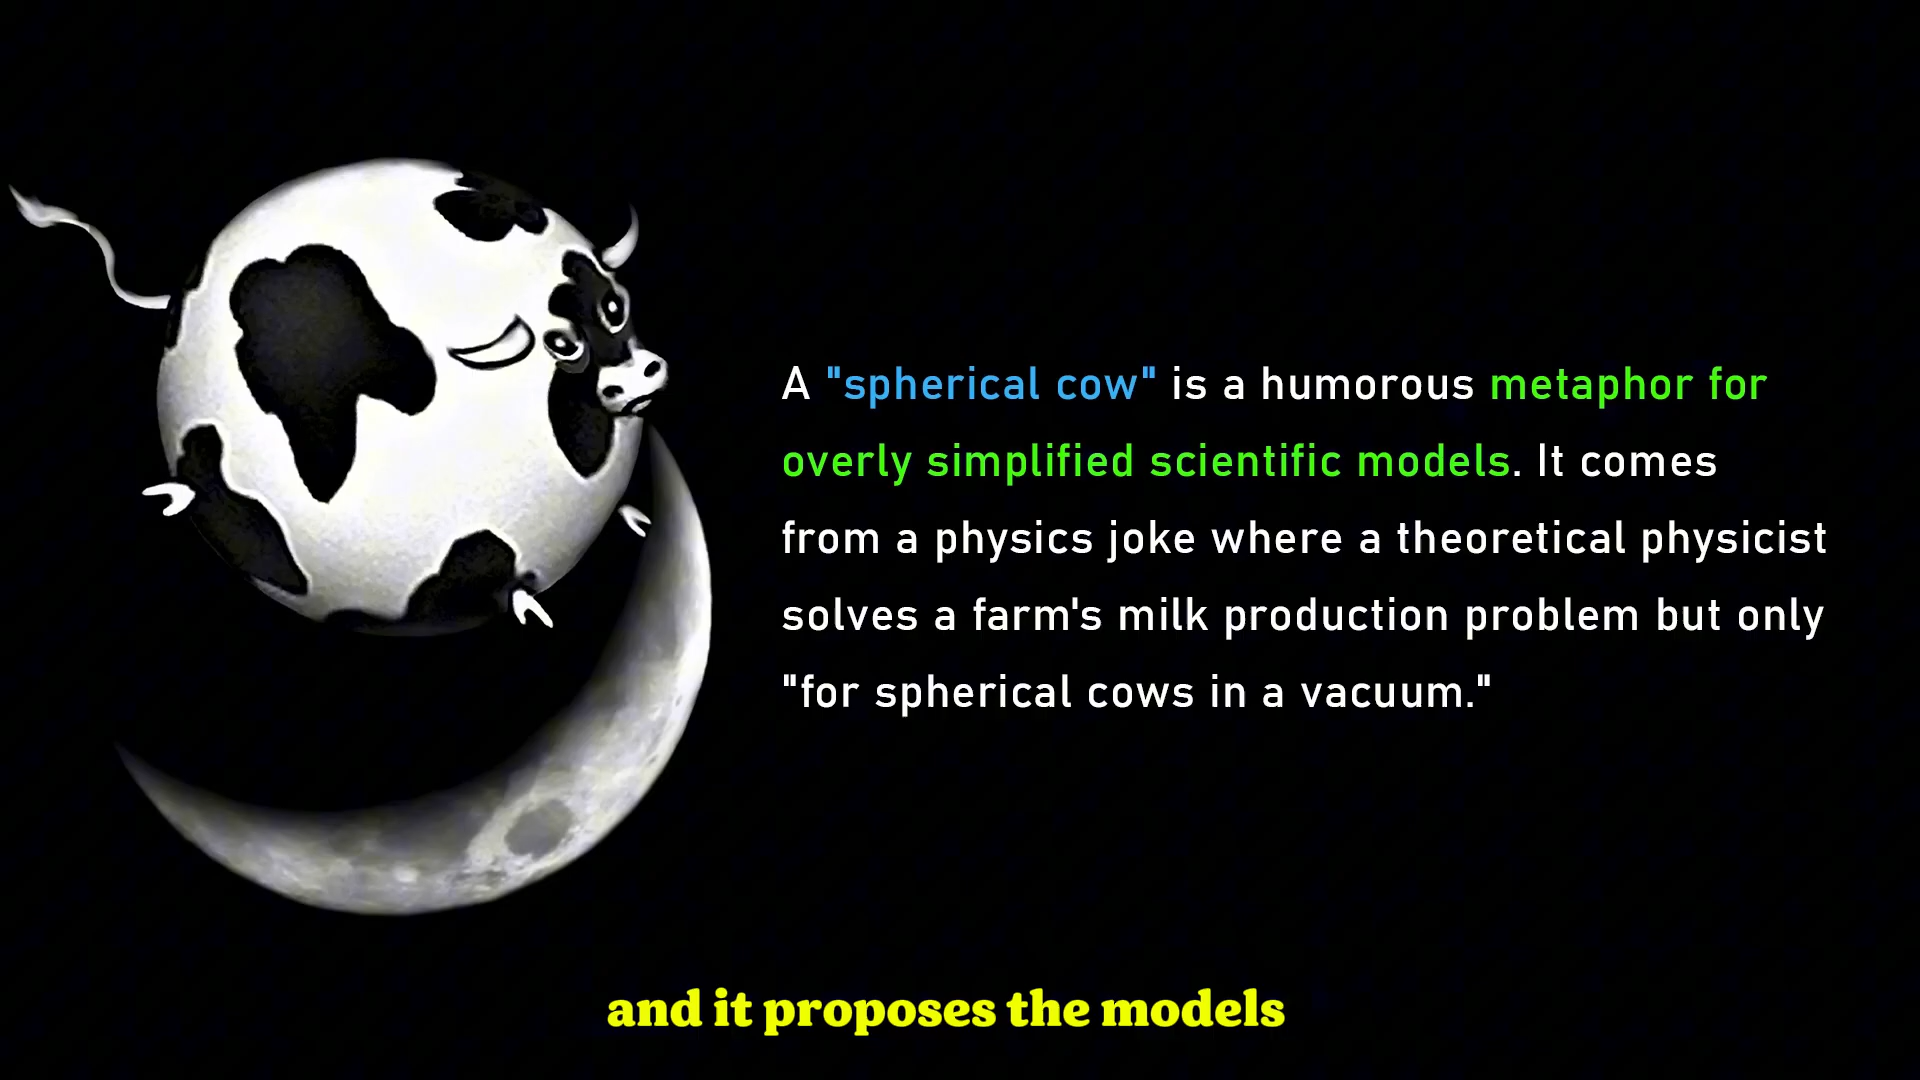 A "spherical cow" is a humorous metaphor for
overly simplified scientific models. It comes
from a physics joke where a theoretical physicist
solves a farm's milk production problem but only
"for spherical cows in a vacuum."
and it proposes the models